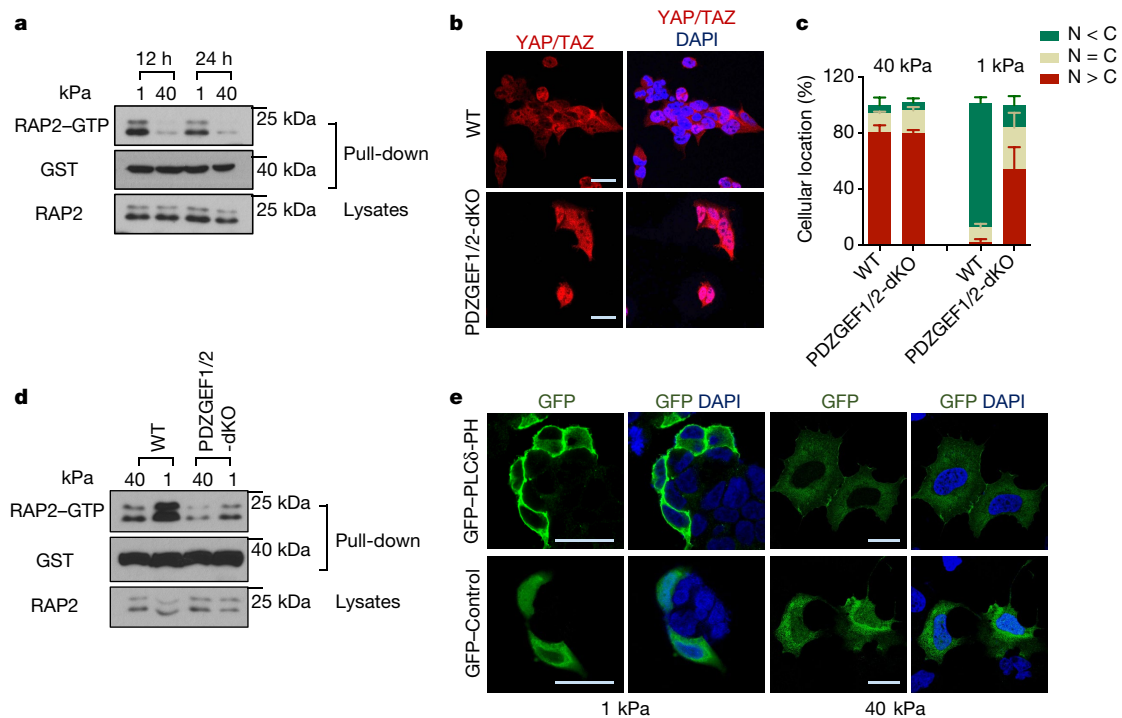 a
12 h 24 h
kPa 1 40 1 40
RAP2–GTP 25 kDa
GST 40 kDa
Pull-down
RAP2 25 kDa Lysates
b
YAP/TAZ YAP/TAZ
DAPI
WT
PDZGEF1/2-dKO
c
N < C
N = C
N > C
40 kPa 1 kPa
Cellular location (%)
120
80
40
0
WT
PDZGEF1/2-dKO
WT
PDZGEF1/2-dKO
d
WT
PDZGEF1/2
-dKO
kPa 40 1 40 1
RAP2–GTP 25 kDa
GST 40 kDa
Pull-down
RAP2 25 kDa Lysates
e
GFP GFP DAPI GFP GFP DAPI
GFP–PLCδ-PH
GFP–Control
1 kPa 40 kPa